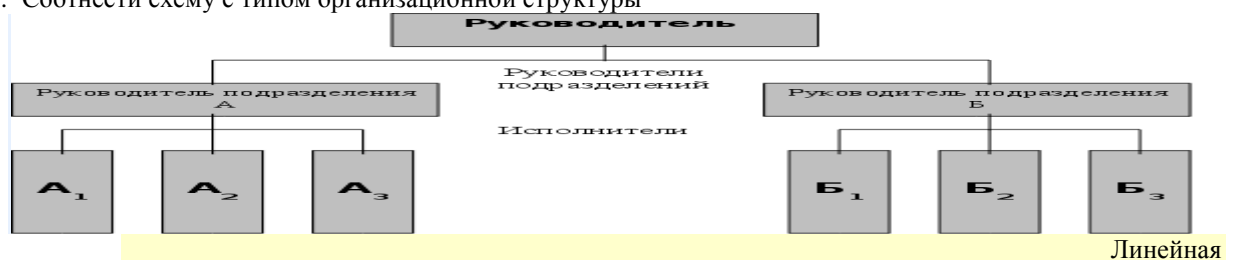 . Соотнести схему с типом организационной структуры
Руководитель
Руководители
подразделений
Руководитель подразделения
А
Руководитель подразделения
Б
Исполнители
А1
А2
А3
Б1
Б2
Б3
Линейная